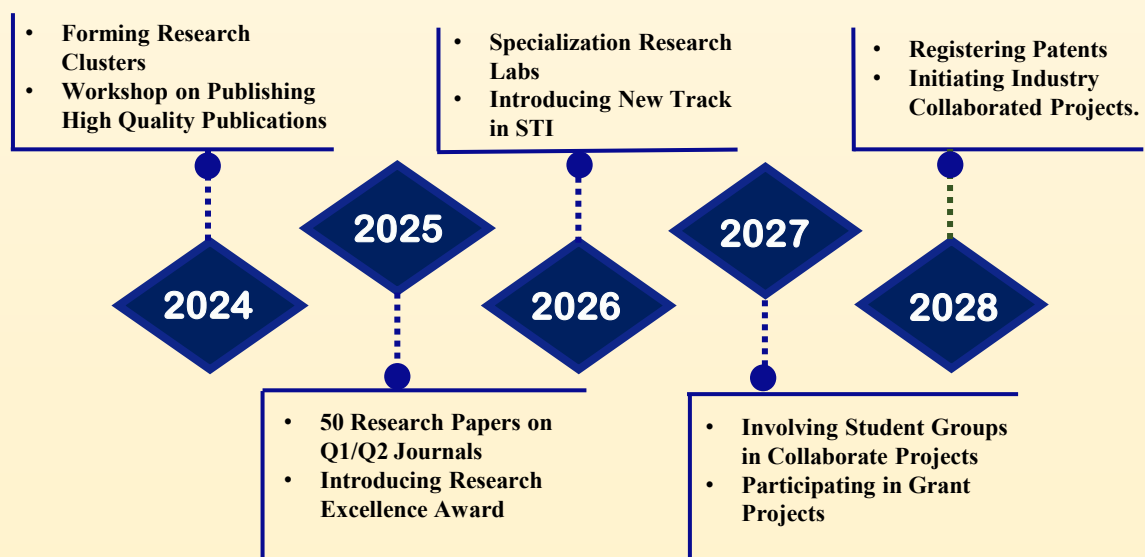 • Forming Research
Clusters
• Workshop on Publishing
High Quality Publications
• Specialization Research
Labs
• Introducing New Track
in STI
• Registering Patents
• Initiating Industry
Collaborated Projects.
2024
2025
2026
2027
2028
• 50 Research Papers on
Q1/Q2 Journals
• Introducing Research
Excellence Award
• Involving Student Groups
in Collaborate Projects
• Participating in Grant
Projects